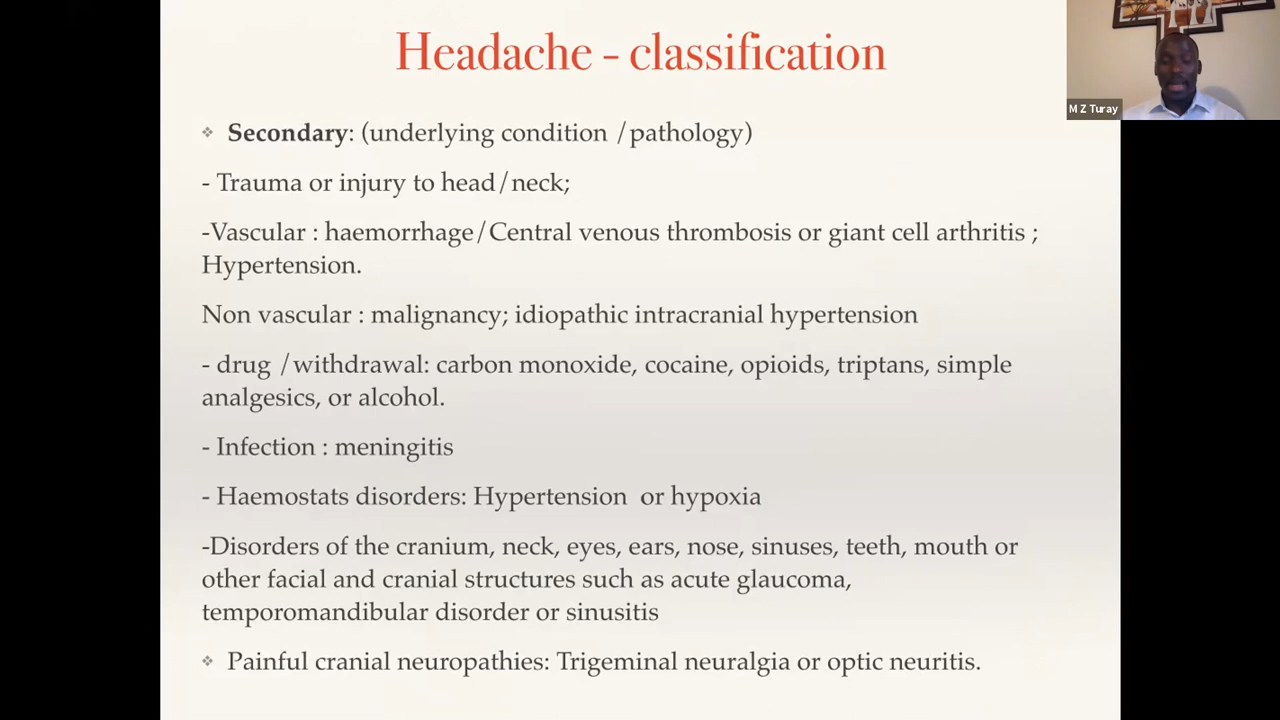 Headache - classification
M Z Turay
❖ Secondary: (underlying condition /pathology)
- Trauma or injury to head/neck;
-Vascular : haemorrhage/Central venous thrombosis or giant cell arthritis ;
Hypertension.
Non vascular : malignancy; idiopathic intracranial hypertension
- drug /withdrawal: carbon monoxide, cocaine, opioids, triptans, simple
analgesics, or alcohol.
- Infection : meningitis
- Haemostats disorders: Hypertension or hypoxia
-Disorders of the cranium, neck, eyes, ears, nose, sinuses, teeth, mouth or
other facial and cranial structures such as acute glaucoma,
temporomandibular disorder or sinusitis
❖ Painful cranial neuropathies: Trigeminal neuralgia or optic neuritis.